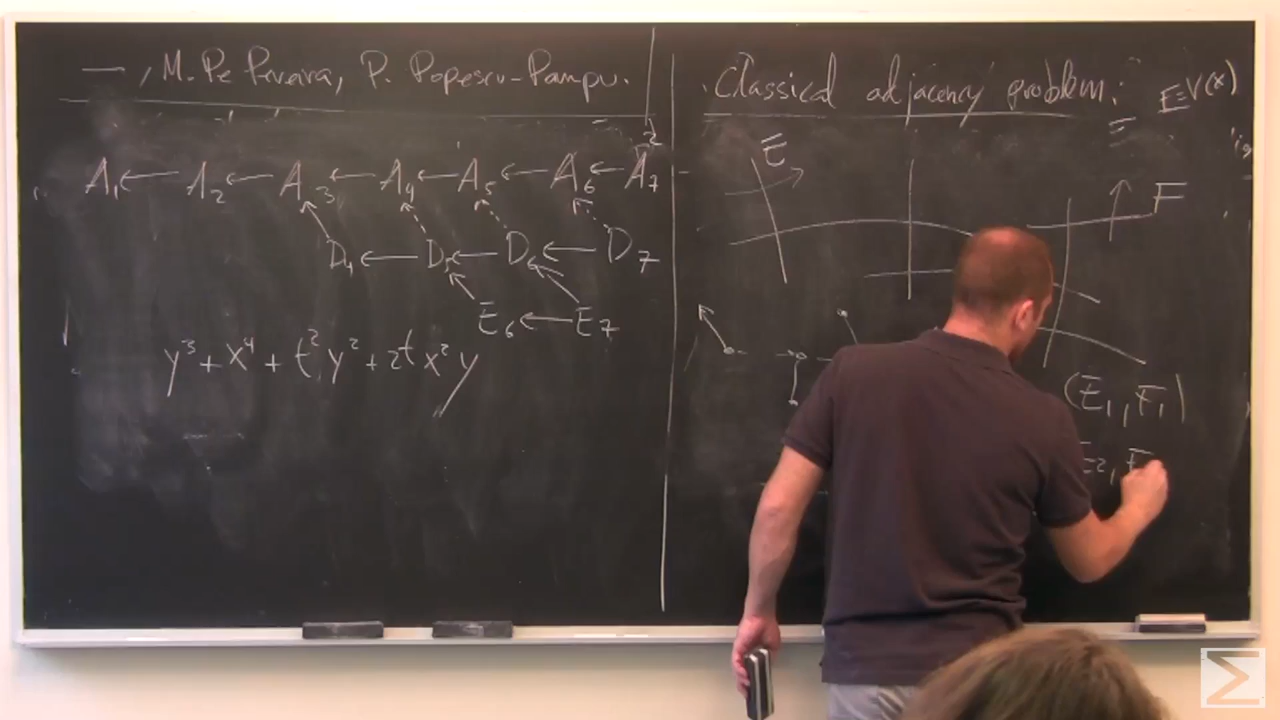 —, M. Pe Pereira, P. Popescu-Pampu.
A₁ ← A₂ ← A₃ ← A₄ ← A₅ ← A₆ ← A₇
D₄ ← D₅ ← D₆ ← D₇
E₆ ← E₇
y³ + x⁴ + t²y² + 2tx²y
Classical adjacency problem:
E=V(x)
E
F
(E₁, F₁)
E₂, F
Σ